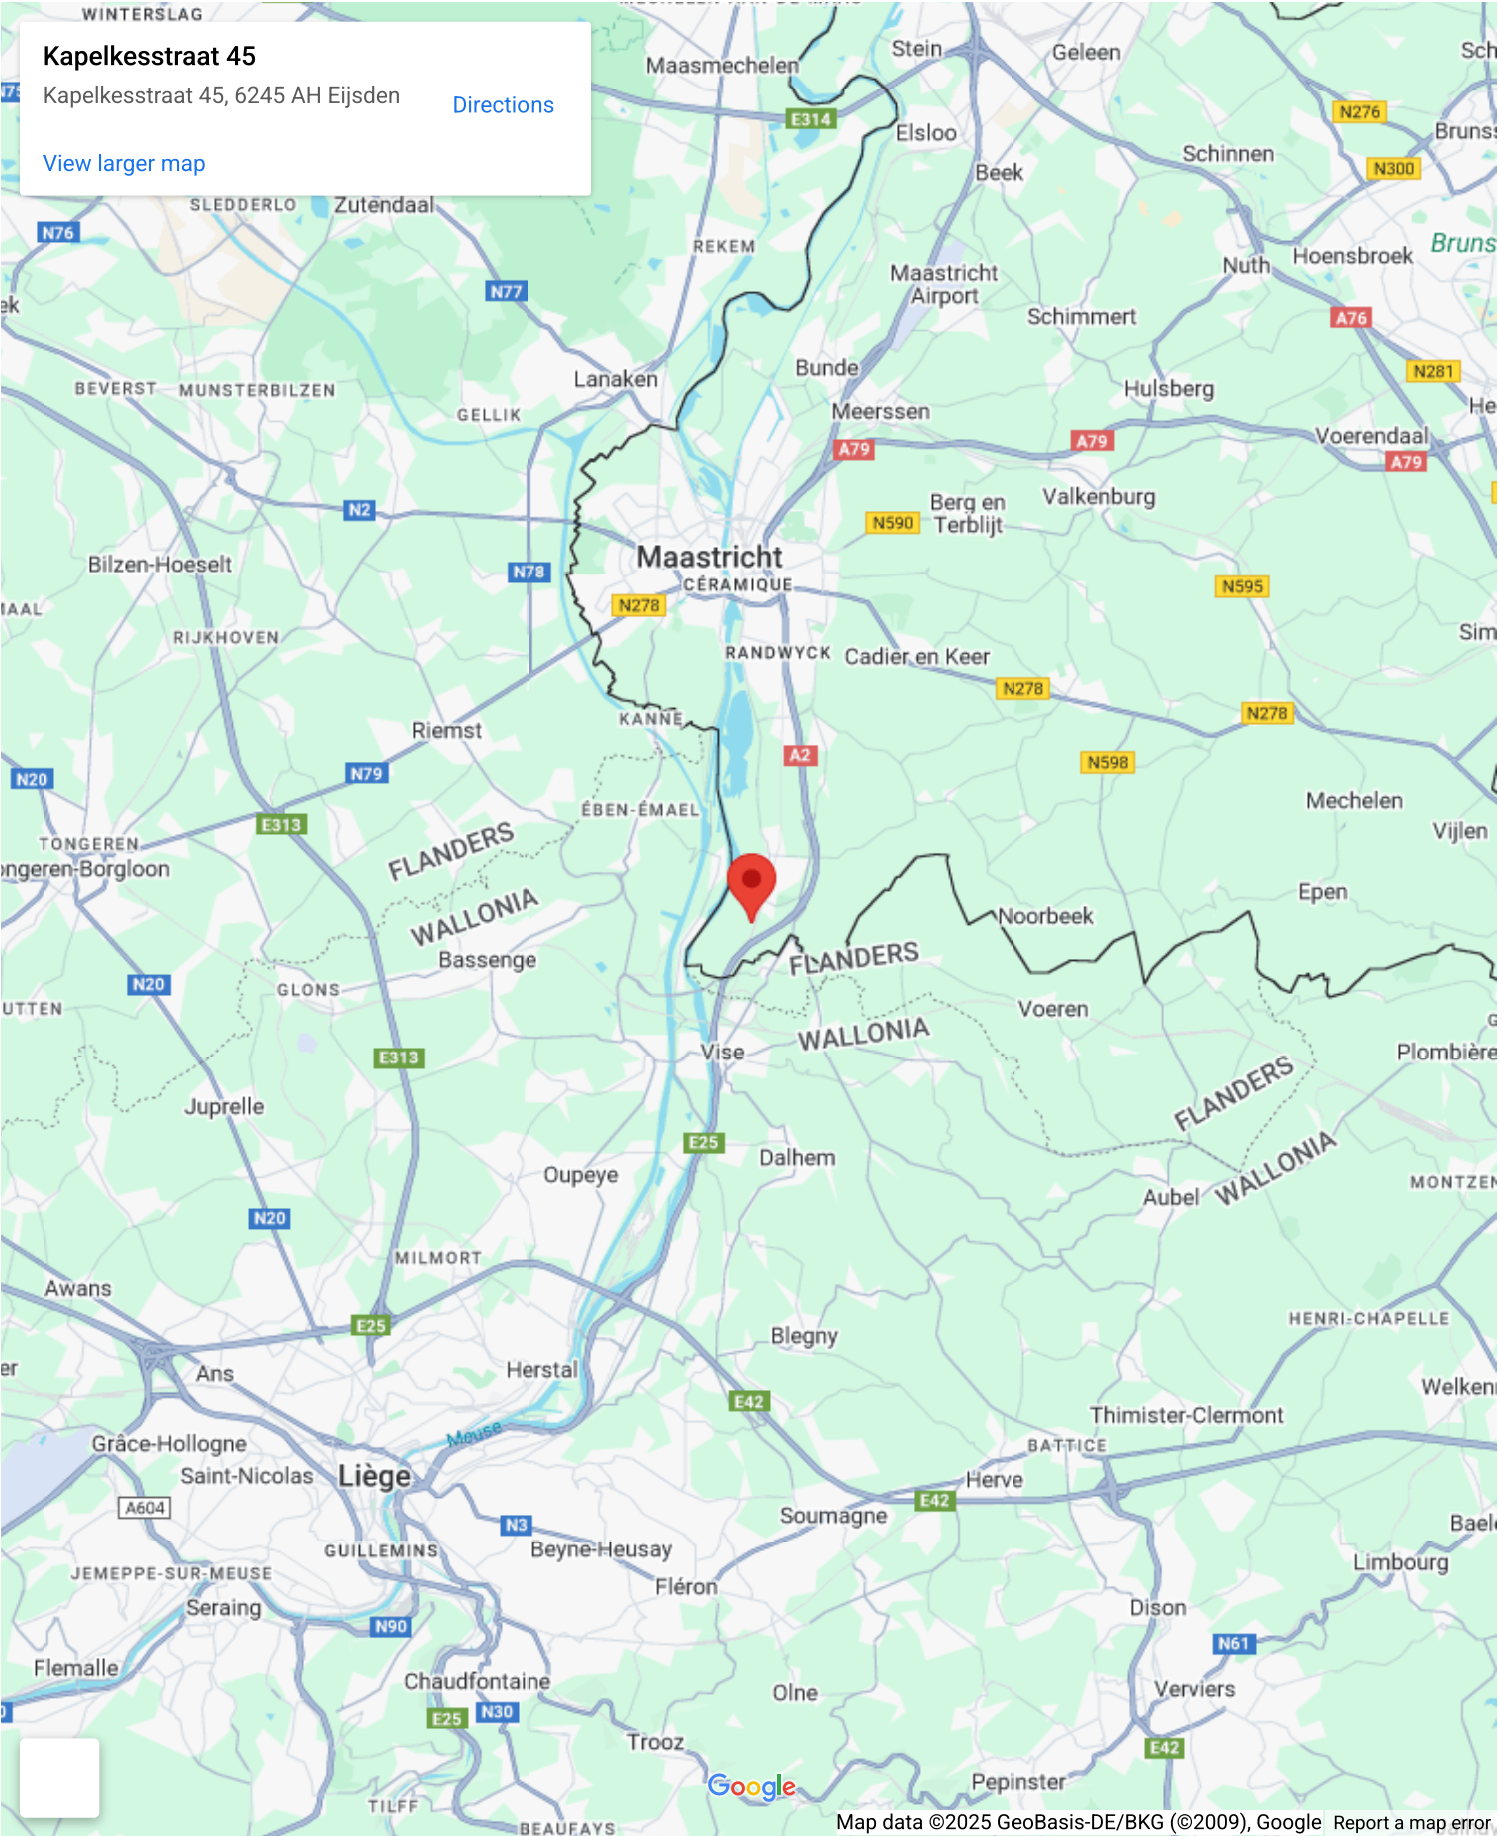 WINTERSLAG
Kapelkesstraat 45
Kapelkesstraat 45, 6245 AH Eijsden
Directions
View larger map
Maasmechelen
Stein
Geleen
E314
Elsloo
N276
Schinnen
N300
Beek
SLEDDERLO
Zutendaal
N76
REKEM
Hoensbroek
Nuth
Maastricht
Airport
N77
Schimmert
A76
Bunde
N281
Lanaken
BEVERST
MUNSTERBILZEN
Hulsberg
GELLIK
Meerssen
A79
A79
Voerendaal
A79
Valkenburg
Berg en
Terblijt
N2
N590
Maastricht
Bilzen-Hoeselt
N78
CÉRAMIQUE
N595
N278
RIJKHOVEN
RANDWYCK
Cadier en Keer
N278
N278
KANNE
Riemst
A2
N598
N79
N20
Mechelen
ÉBEN-ÉMAEL
E313
Vijlen
TONGEREN
FLANDERS
Epen
WALLONIA
Noorbeek
Bassenge
FLANDERS
N20
GLONS
Voeren
WALLONIA
Vise
E313
FLANDERS
Juprelle
E25
Dalhem
WALLONIA
Oupeye
Aubel
N20
MILMORT
Awans
HENRI-CHAPELLE
E25
Blegny
Herstal
Ans
E42
Thimister-Clermont
Meuse
Grâce-Hollogne
BATTICE
Saint-Nicolas
Liège
Herve
A604
E42
Soumagne
N3
GUILLEMINS
Beyne-Heusay
Limbourg
JEMEPPE-SUR-MEUSE
Fléron
Seraing
Dison
N90
N61
Flemalle
Chaudfontaine
Olne
Verviers
E25
N30
Trooz
E42
Google
Pepinster
TILFF
BEAUFAYS
Map data ©2025 GeoBasis-DE/BKG (©2009), Google
Report a map error